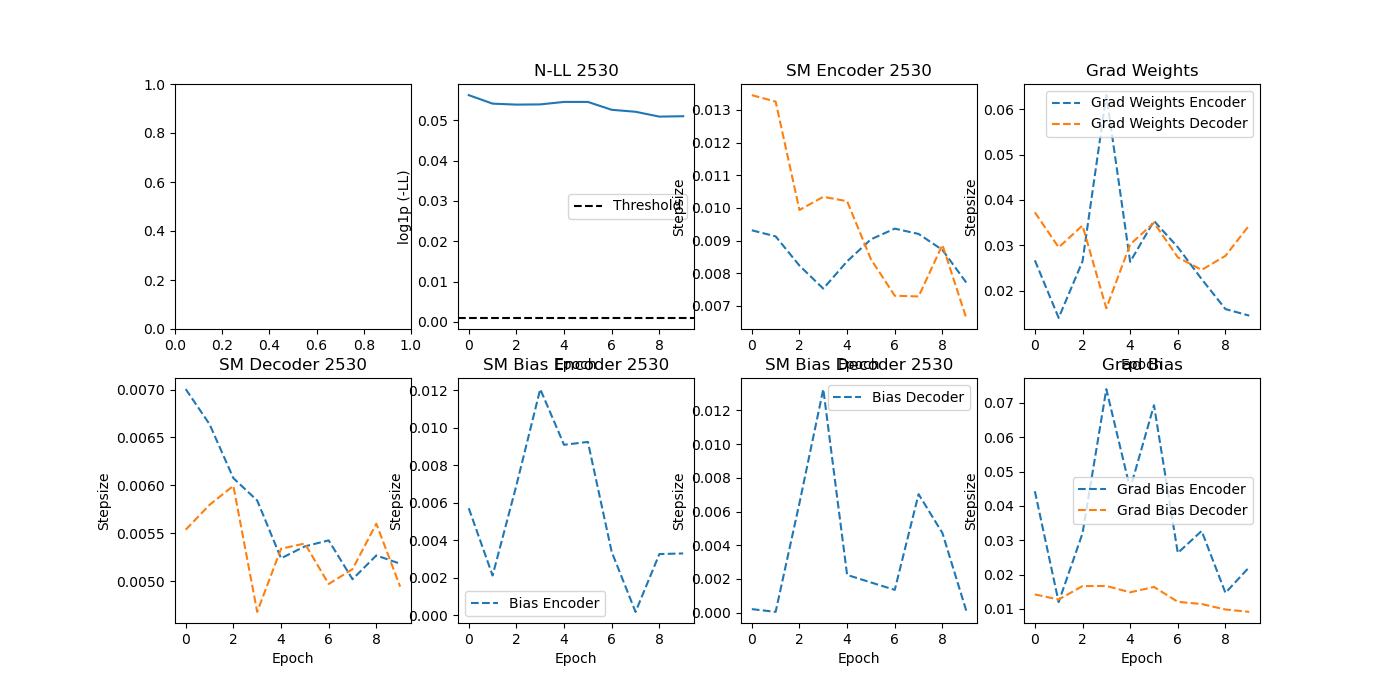 N-LL 2530
SM Encoder 2530
Grad Weights
1.0
0.8
0.6
0.4
0.2
0.0
0.0 0.2 0.4 0.6 0.8 1.0
log1p (-LL)
0.05
0.04
0.03
0.02
0.01
0.00
Threshold
0 2 4 6 8
Epoch
Stepsize
0.013
0.012
0.011
0.010
0.009
0.008
0.007
0 2 4 6 8
Epoch
Stepsize
0.06
0.05
0.04
0.03
0.02
Grad Weights Encoder
Grad Weights Decoder
0 2 4 6 8
Epoch
SM Decoder 2530
SM Bias Encoder 2530
SM Bias Decoder 2530
Grad Bias
Stepsize
0.0070
0.0065
0.0060
0.0055
0.0050
0 2 4 6 8
Epoch
Stepsize
0.012
0.010
0.008
0.006
0.004
0.002
0.000
Bias Encoder
0 2 4 6 8
Epoch
Stepsize
0.012
0.010
0.008
0.006
0.004
0.002
0.000
Bias Decoder
0 2 4 6 8
Epoch
Stepsize
0.07
0.06
0.05
0.04
0.03
0.02
0.01
Grad Bias Encoder
Grad Bias Decoder
0 2 4 6 8
Epoch